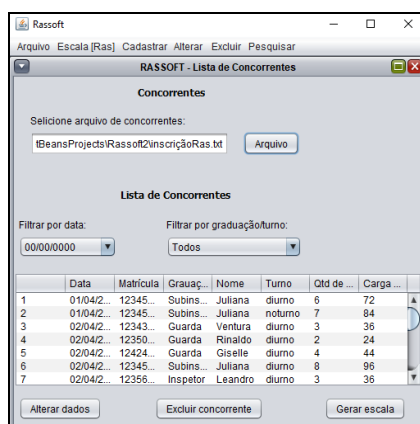 Rassoft
Arquivo Escala [Ras] Cadastrar Alterar Excluir Pesquisar
RASSOFT - Lista de Concorrentes
Concorrentes
Selicione arquivo de concorrentes:
tBeansProjects\Rassoft2\inscriçãoRas.txt Arquivo
Lista de Concorrentes
Filtrar por data: Filtrar por graduação/turno:
00/00/0000 Todos
Data Matrícula Grauaç... Nome Turno Qtd de ... Carga ...
1 01/04/2... 12345... Subins... Juliana diurno 6 72
2 01/04/2... 12345... Subins... Juliana noturno 7 84
3 02/04/2... 12343... Guarda Ventura diurno 3 36
4 02/04/2... 12350... Guarda Rinaldo diurno 2 24
5 02/04/2... 12424... Guarda Giselle diurno 4 44
6 02/04/2... 12345... Subins... Juliana diurno 8 96
7 02/04/2... 12356... Inspetor Leandro diurno 3 36
Alterar dados Excluir concorrente Gerar escala